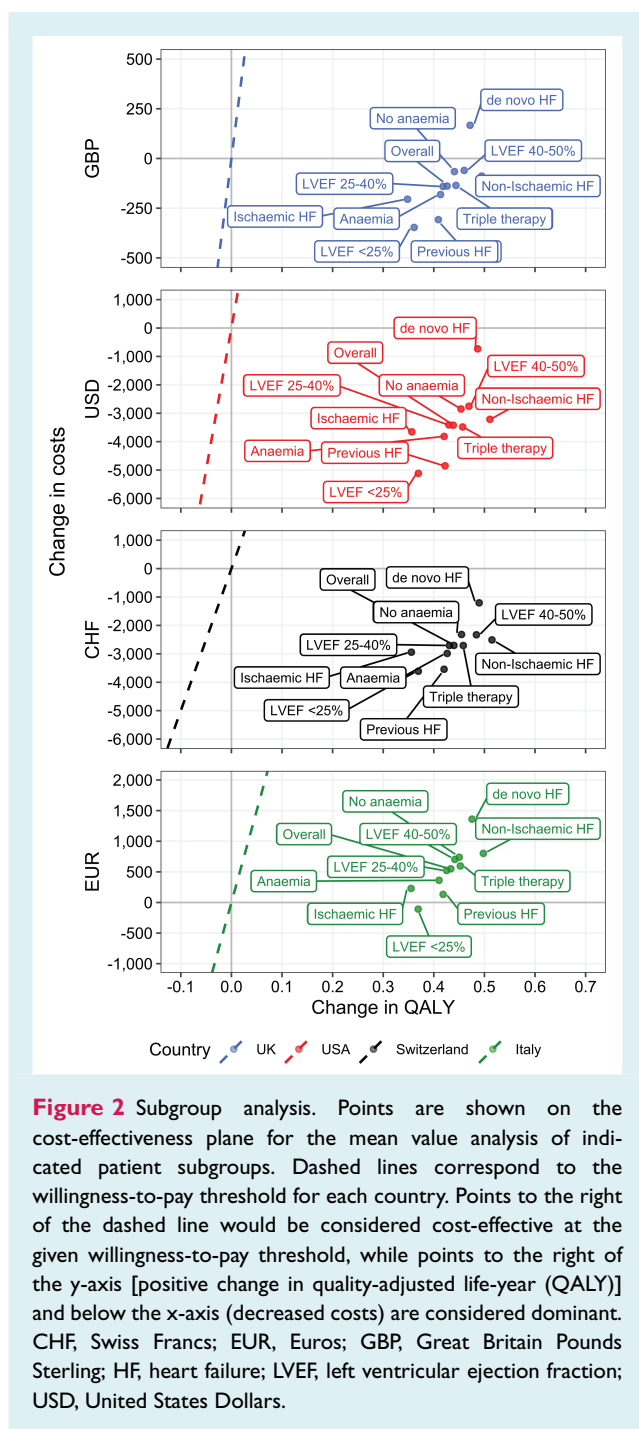 Change in costs
GBP
500
250
0
-250
-500
de novo HF
No anaemia
Overall
LVEF 40-50%
LVEF 25-40%
Non-Ischaemic HF
Ischaemic HF
Anaemia
Triple therapy
LVEF <25%
Previous HF
USD
1,000
0
-1,000
-2,000
-3,000
-4,000
-5,000
-6,000
de novo HF
Overall
LVEF 40-50%
LVEF 25-40%
No anaemia
Non-Ischaemic HF
Ischaemic HF
Anaemia
Previous HF
Triple therapy
LVEF <25%
CHF
1,000
0
-1,000
-2,000
-3,000
-4,000
-5,000
-6,000
Overall
de novo HF
No anaemia
LVEF 40-50%
LVEF 25-40%
Non-Ischaemic HF
Ischaemic HF
Anaemia
Triple therapy
LVEF <25%
Previous HF
EUR
2,000
1,500
1,000
500
0
-500
-1,000
de novo HF
No anaemia
Non-Ischaemic HF
Overall
LVEF 40-50%
LVEF 25-40%
Anaemia
Triple therapy
Ischaemic HF
Previous HF
LVEF <25%
-0.1 0.0 0.1 0.2 0.3 0.4 0.5 0.6 0.7
Change in QALY
Country UK USA Switzerland Italy
Figure 2 Subgroup analysis. Points are shown on the
cost-effectiveness plane for the mean value analysis of indi-
cated patient subgroups. Dashed lines correspond to the
willingness-to-pay threshold for each country. Points to the right
of the dashed line would be considered cost-effective at the
given willingness-to-pay threshold, while points to the right of
the y-axis [positive change in quality-adjusted life-year (QALY)]
and below the x-axis (decreased costs) are considered dominant.
CHF, Swiss Francs; EUR, Euros; GBP, Great Britain Pounds
Sterling; HF, heart failure; LVEF, left ventricular ejection fraction;
USD, United States Dollars.